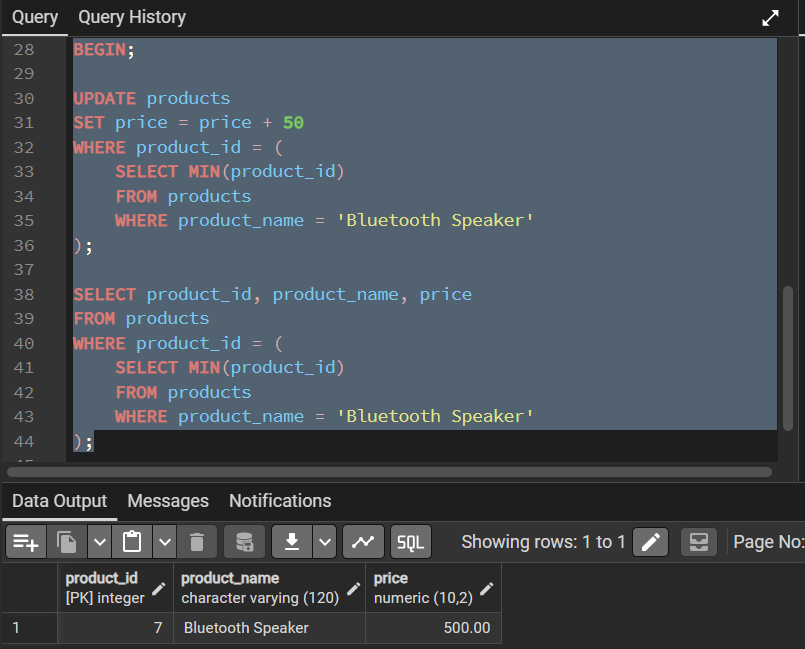 Query Query History
28 BEGIN;
29
30 UPDATE products
31 SET price = price + 50
32 WHERE product_id = (
33 SELECT MIN(product_id)
34 FROM products
35 WHERE product_name = 'Bluetooth Speaker'
36 );
37
38 SELECT product_id, product_name, price
39 FROM products
40 WHERE product_id = (
41 SELECT MIN(product_id)
42 FROM products
43 WHERE product_name = 'Bluetooth Speaker'
44 );
Data Output Messages Notifications
SQL Showing rows: 1 to 1 Page No:
product_id product_name price
[PK] integer character varying (120) numeric (10,2)
1 7 Bluetooth Speaker 500.00